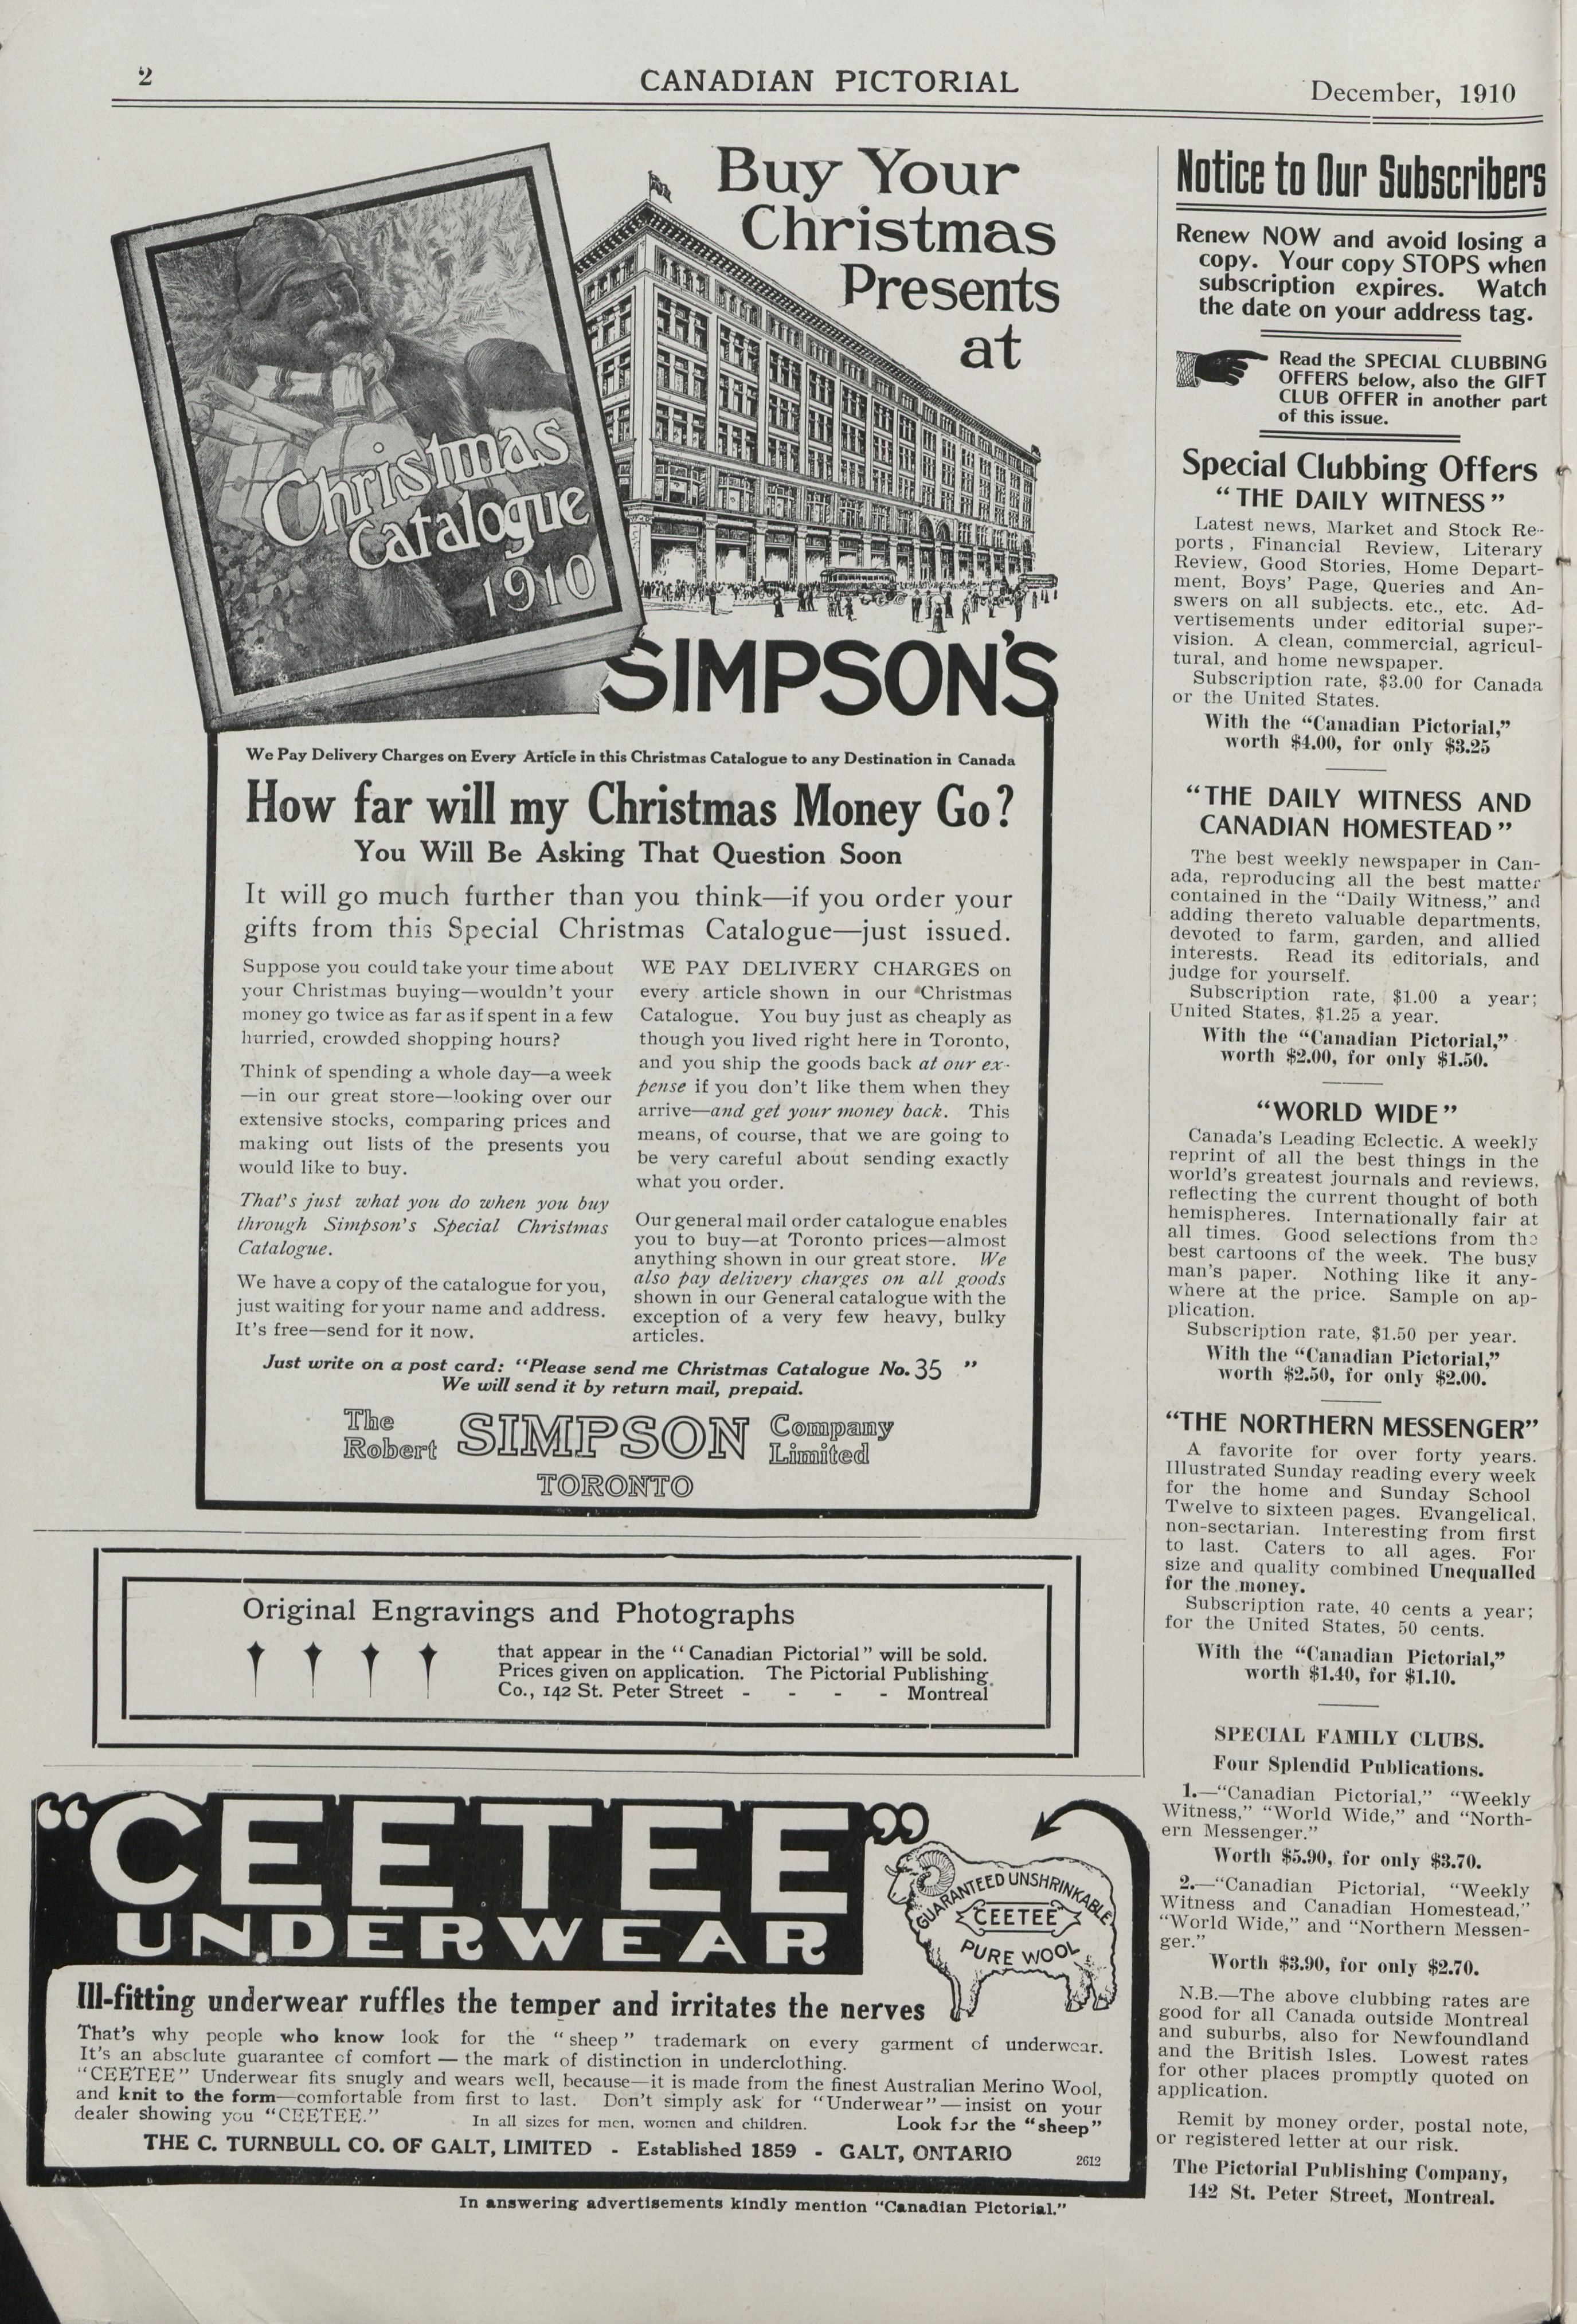 2
CANADIAN PICTORIAL
December, 1910
Christmas
Catalogue
1910
Buy Your
Christmas
Presents
at
SIMPSON'S
We Pay Delivery Charges on Every Article in this Christmas Catalogue to any Destination in Canada
How far will my Christmas Money Go?
You Will Be Asking That Question Soon
It will go much further than you think—if you order your
gifts from this Special Christmas Catalogue—just issued.
Suppose you could take your time about
your Christmas buying—wouldn't your
money go twice as far as if spent in a few
hurried, crowded shopping hours?
Think of spending a whole day—a week
—in our great store—looking over our
extensive stocks, comparing prices and
making out lists of the presents you
would like to buy.
That's just what you do when you buy
through Simpson's Special Christmas
Catalogue.
We have a copy of the catalogue for you,
just waiting for your name and address.
It's free—send for it now.
WE PAY DELIVERY CHARGES on
every article shown in our Christmas
Catalogue. You buy just as cheaply as
though you lived right here in Toronto,
and you ship the goods back at our ex-
pense if you don't like them when they
arrive—and get your money back. This
means, of course, that we are going to
be very careful about sending exactly
what you order.
Our general mail order catalogue enables
you to buy—at Toronto prices—almost
anything shown in our great store. We
also pay delivery charges on all goods
shown in our General catalogue with the
exception of a very few heavy, bulky
articles.
Just write on a post card: "Please send me Christmas Catalogue No. 35 "
We will send it by return mail, prepaid.
The
Robert
SIMPSON
Company
Limited
TORONTO
Original Engravings and Photographs
that appear in the "Canadian Pictorial" will be sold.
Prices given on application. The Pictorial Publishing
Co., 142 St. Peter Street - - - - Montreal
"CEETEE"
UNDERWEAR
GUARANTEED UNSHRINKABLE
CEETEE
PURE WOOL
Ill-fitting underwear ruffles the temper and irritates the nerves
That's why people who know look for the "sheep" trademark on every garment of underwear.
It's an absolute guarantee of comfort — the mark of distinction in underclothing.
"CEETEE" Underwear fits snugly and wears well, because—it is made from the finest Australian Merino Wool,
and knit to the form—comfortable from first to last. Don't simply ask for "Underwear"—insist on your
dealer showing you "CEETEE." In all sizes for men, women and children. Look for the "sheep"
THE C. TURNBULL CO. OF GALT, LIMITED - Established 1859 - GALT, ONTARIO
2612
In answering advertisements kindly mention "Canadian Pictorial."
Notice to Our Subscribers
Renew NOW and avoid losing a
copy. Your copy STOPS when
subscription expires. Watch
the date on your address tag.
Read the SPECIAL CLUBBING
OFFERS below, also the GIFT
CLUB OFFER in another part
of this issue.
Special Clubbing Offers
"THE DAILY WITNESS"
Latest news, Market and Stock Re-
ports, Financial Review, Literary
Review, Good Stories, Home Depart-
ment, Boys' Page, Queries and An-
swers on all subjects. etc., etc. Ad-
vertisements under editorial super-
vision. A clean, commercial, agricul-
tural, and home newspaper.
Subscription rate, $3.00 for Canada
or the United States.
With the "Canadian Pictorial,"
worth $4.00, for only $3.25
"THE DAILY WITNESS AND
CANADIAN HOMESTEAD"
The best weekly newspaper in Can-
ada, reproducing all the best matter
contained in the "Daily Witness," and
adding thereto valuable departments,
devoted to farm, garden, and allied
interests. Read its editorials, and
judge for yourself.
Subscription rate, $1.00 a year;
United States, $1.25 a year.
With the "Canadian Pictorial,"
worth $2.00, for only $1.50.
"WORLD WIDE"
Canada's Leading Eclectic. A weekly
reprint of all the best things in the
world's greatest journals and reviews,
reflecting the current thought of both
hemispheres. Internationally fair at
all times. Good selections from the
best cartoons of the week. The busy
man's paper. Nothing like it any-
where at the price. Sample on ap-
plication.
Subscription rate, $1.50 per year.
With the "Canadian Pictorial,"
worth $2.50, for only $2.00.
"THE NORTHERN MESSENGER"
A favorite for over forty years.
Illustrated Sunday reading every week
for the home and Sunday School
Twelve to sixteen pages. Evangelical,
non-sectarian. Interesting from first
to last. Caters to all ages. For
size and quality combined Unequalled
for the money.
Subscription rate, 40 cents a year;
for the United States, 50 cents.
With the "Canadian Pictorial,"
worth $1.40, for $1.10.
SPECIAL FAMILY CLUBS.
Four Splendid Publications.
1.—"Canadian Pictorial," "Weekly
Witness," "World Wide," and "North-
ern Messenger."
Worth $5.90, for only $3.70.
2.—"Canadian Pictorial, "Weekly
Witness and Canadian Homestead,"
"World Wide," and "Northern Messen-
ger."
Worth $3.90, for only $2.70.
N.B.—The above clubbing rates are
good for all Canada outside Montreal
and suburbs, also for Newfoundland
and the British Isles. Lowest rates
for other places promptly quoted on
application.
Remit by money order, postal note,
or registered letter at our risk.
The Pictorial Publishing Company,
142 St. Peter Street, Montreal.